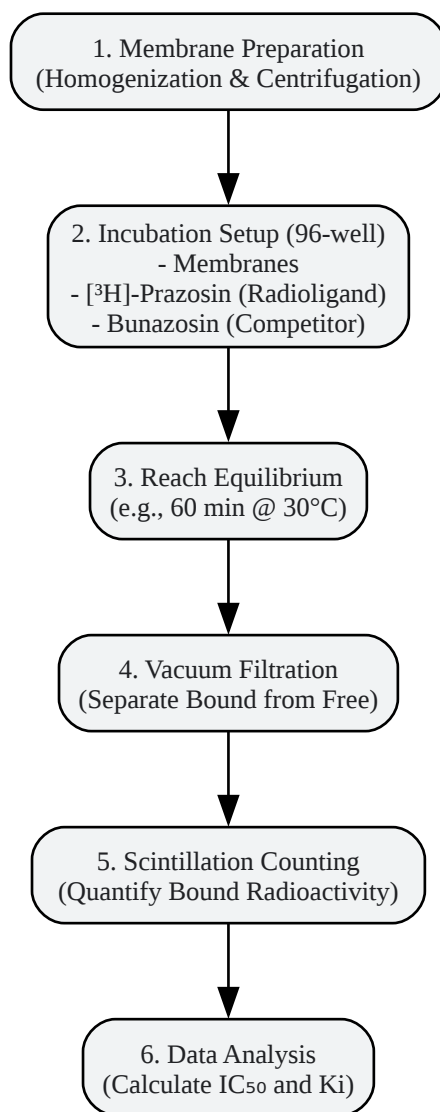 1. Membrane Preparation
(Homogenization & Centrifugation)
2. Incubation Setup (96-well)
- Membranes
- [³H]-Prazosin (Radioligand)
- Bunazosin (Competitor)
3. Reach Equilibrium
(e.g., 60 min @ 30°C)
4. Vacuum Filtration
(Separate Bound from Free)
5. Scintillation Counting
(Quantify Bound Radioactivity)
6. Data Analysis
(Calculate IC₅₀ and Ki)